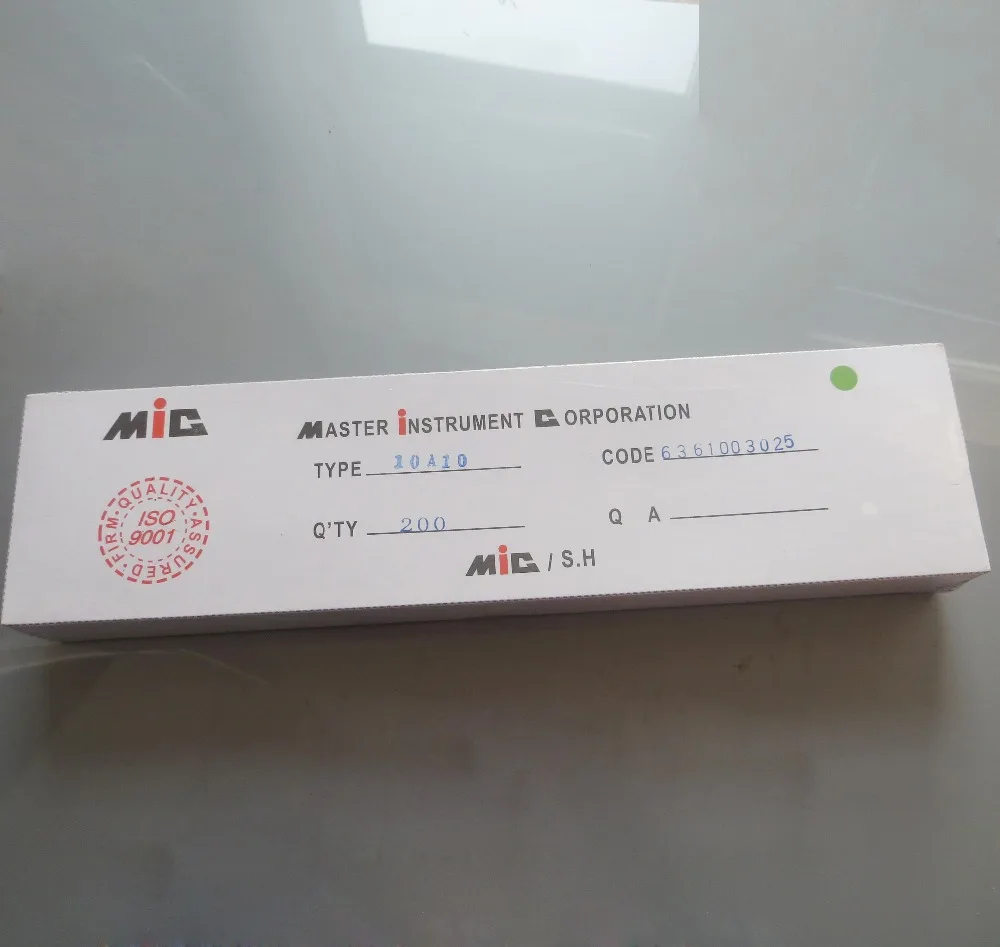 MiC
MASTER iNSTRUMENT CORPORATION
TYPE 10A10
CODE 6361003025
FIRM · QUALITY · ASSURED
ISO
9001
Q'TY 200
Q A
MiC / S.H